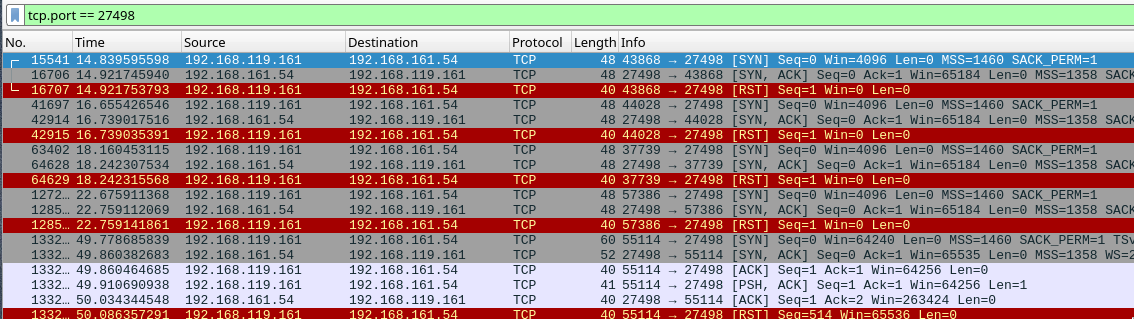 tcp.port == 27498
No. Time Source Destination Protocol Length Info
15541 14.839595598 192.168.119.161 192.168.161.54 TCP 48 43868 → 27498 [SYN] Seq=0 Win=4096 Len=0 MSS=1460 SACK_PERM=1
16706 14.921745940 192.168.161.54 192.168.119.161 TCP 48 27498 → 43868 [SYN, ACK] Seq=0 Ack=1 Win=65184 Len=0 MSS=1358 SACK
16707 14.921753793 192.168.119.161 192.168.161.54 TCP 40 43868 → 27498 [RST] Seq=1 Win=0 Len=0
41697 16.655426546 192.168.119.161 192.168.161.54 TCP 48 44028 → 27498 [SYN] Seq=0 Win=4096 Len=0 MSS=1460 SACK_PERM=1
42914 16.739017516 192.168.161.54 192.168.119.161 TCP 48 27498 → 44028 [SYN, ACK] Seq=0 Ack=1 Win=65184 Len=0 MSS=1358 SACK
42915 16.739035391 192.168.119.161 192.168.161.54 TCP 40 44028 → 27498 [RST] Seq=1 Win=0 Len=0
63402 18.160453115 192.168.119.161 192.168.161.54 TCP 48 37739 → 27498 [SYN] Seq=0 Win=4096 Len=0 MSS=1460 SACK_PERM=1
64628 18.242307534 192.168.161.54 192.168.119.161 TCP 48 27498 → 37739 [SYN, ACK] Seq=0 Ack=1 Win=65184 Len=0 MSS=1358 SACK
64629 18.242315568 192.168.119.161 192.168.161.54 TCP 40 37739 → 27498 [RST] Seq=1 Win=0 Len=0
1272… 22.675911368 192.168.119.161 192.168.161.54 TCP 48 57386 → 27498 [SYN] Seq=0 Win=4096 Len=0 MSS=1460 SACK_PERM=1
1285… 22.759112069 192.168.161.54 192.168.119.161 TCP 48 27498 → 57386 [SYN, ACK] Seq=0 Ack=1 Win=65184 Len=0 MSS=1358 SACK
1285… 22.759141861 192.168.119.161 192.168.161.54 TCP 40 57386 → 27498 [RST] Seq=1 Win=0 Len=0
1332… 49.778685839 192.168.119.161 192.168.161.54 TCP 60 55114 → 27498 [SYN] Seq=0 Win=64240 Len=0 MSS=1460 SACK_PERM=1 TSv
1332… 49.860382683 192.168.161.54 192.168.119.161 TCP 52 27498 → 55114 [SYN, ACK] Seq=0 Ack=1 Win=65535 Len=0 MSS=1358 WS=2
1332… 49.860464685 192.168.119.161 192.168.161.54 TCP 40 55114 → 27498 [ACK] Seq=1 Ack=1 Win=64256 Len=0
1332… 49.910690938 192.168.119.161 192.168.161.54 TCP 41 55114 → 27498 [PSH, ACK] Seq=1 Ack=1 Win=64256 Len=1
1332… 50.034344548 192.168.161.54 192.168.119.161 TCP 40 27498 → 55114 [ACK] Seq=1 Ack=2 Win=263424 Len=0
1332… 50.086357291 192.168.119.161 192.168.161.54 TCP 40 55114 → 27498 [RST] Seq=514 Win=65536 Len=0